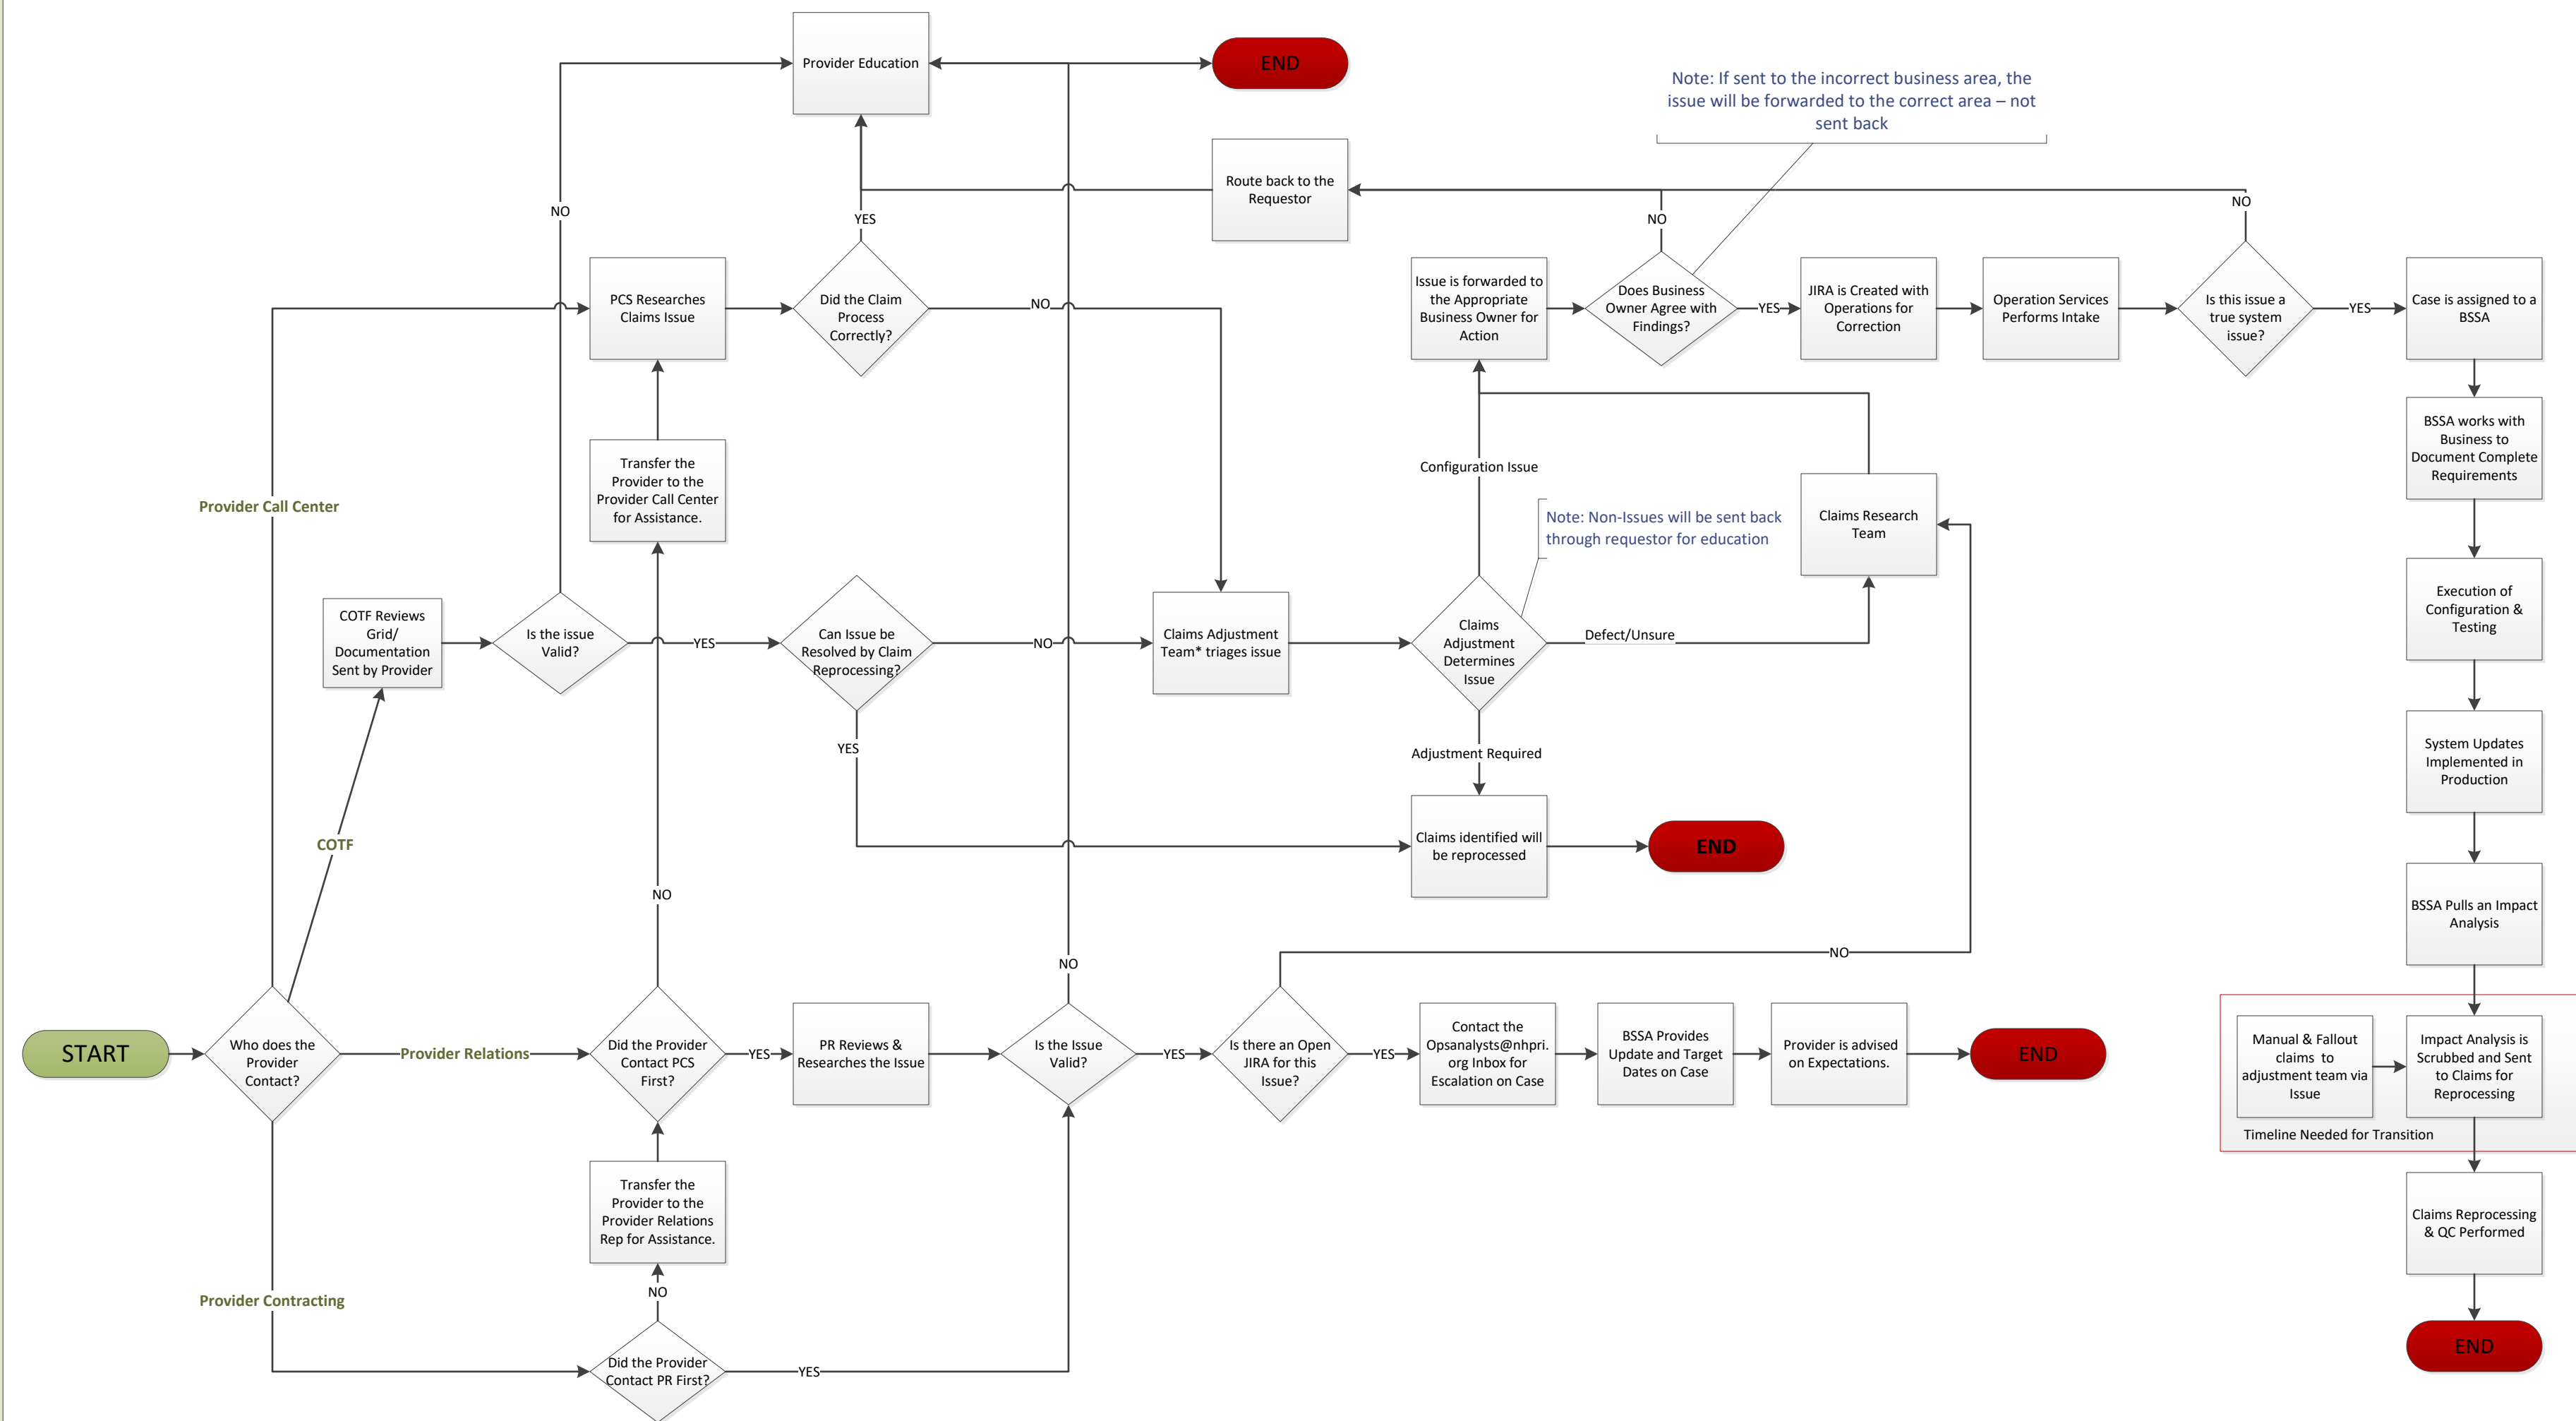 Provider Education
END
Note: If sent to the incorrect business area, the
issue will be forwarded to the correct area – not
sent back
Route back to the
Requestor
NO
YES
NO
NO
PCS Researches
Claims Issue
Did the Claim
Process
Correctly?
NO
Issue is forwarded to
the Appropriate
Business Owner for
Action
Does Business
Owner Agree with
Findings?
YES
JIRA is Created with
Operations for
Correction
Operation Services
Performs Intake
Is this issue a
true system
issue?
YES
Case is assigned to a
BSSA
BSSA works with
Business to
Document Complete
Requirements
Transfer the
Provider to the
Provider Call Center
for Assistance.
Configuration Issue
Provider Call Center
Note: Non-Issues will be sent back
through requestor for education
Claims Research
Team
Execution of
Configuration &
Testing
COTF Reviews
Grid/
Documentation
Sent by Provider
Is the issue
Valid?
YES
Can Issue be
Resolved by Claim
Reprocessing?
NO
Claims Adjustment
Team* triages issue
Claims
Adjustment
Determines
Issue
Defect/Unsure
YES
Adjustment Required
System Updates
Implemented in
Production
COTF
Claims identified will
be reprocessed
END
NO
BSSA Pulls an Impact
Analysis
NO
NO
START
Who does the
Provider
Contact?
Provider Relations
Did the Provider
Contact PCS
First?
YES
PR Reviews &
Researches the Issue
Is the Issue
Valid?
YES
Is there an Open
JIRA for this
Issue?
YES
Contact the
Opsanalysts@nhpri.
org Inbox for
Escalation on Case
BSSA Provides
Update and Target
Dates on Case
Provider is advised
on Expectations.
END
Manual & Fallout
claims to
adjustment team via
Issue
Impact Analysis is
Scrubbed and Sent
to Claims for
Reprocessing
Timeline Needed for Transition
Transfer the
Provider to the
Provider Relations
Rep for Assistance.
Claims Reprocessing
& QC Performed
NO
Provider Contracting
Did the Provider
Contact PR First?
YES
END